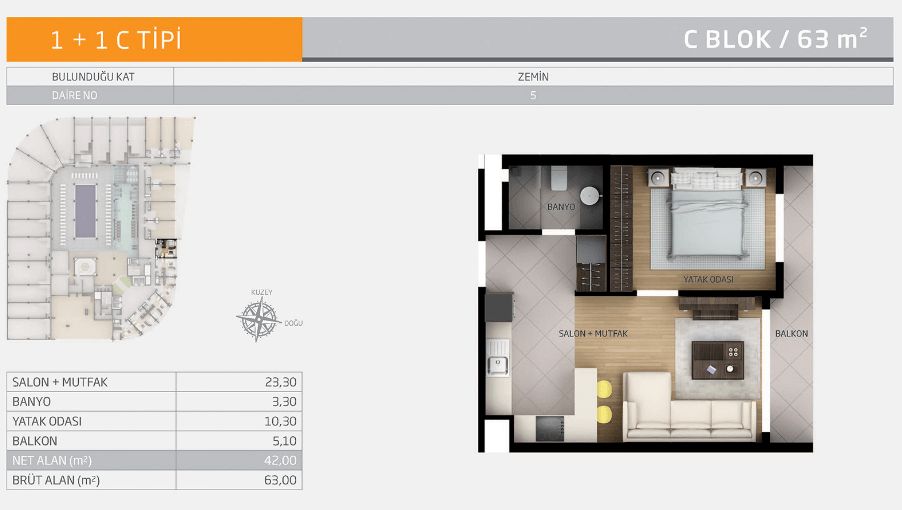 1 + 1 C TİPİ
C BLOK / 63 m²
BULUNDUĞU KAT ZEMİN
DAİRE NO 5
BANYO
YATAK ODASI
SALON + MUTFAK
BALKON
KUZEY
DOĞU
SALON + MUTFAK 23,30
BANYO 3,30
YATAK ODASI 10,30
BALKON 5,10
NET ALAN (m²) 42,00
BRÜT ALAN (m²) 63,00